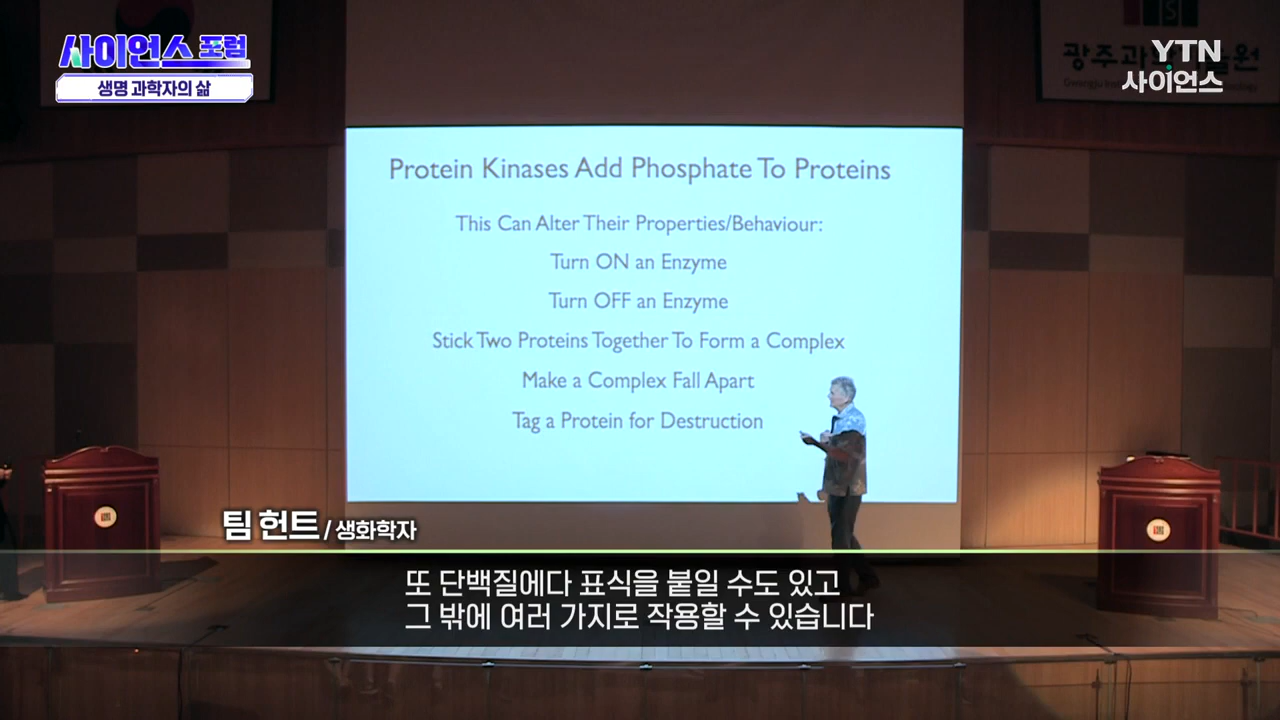 사이언스 포럼
생명 과학자의 삶
YTN
사이언스
Protein Kinases Add Phosphate To Proteins
This Can Alter Their Properties/Behaviour:
Turn ON an Enzyme
Turn OFF an Enzyme
Stick Two Proteins Together To Form a Complex
Make a Complex Fall Apart
Tag a Protein for Destruction
팀 헌트 / 생화학자
또 단백질에다 표식을 붙일 수도 있고
그 밖에 여러 가지로 작용할 수 있습니다